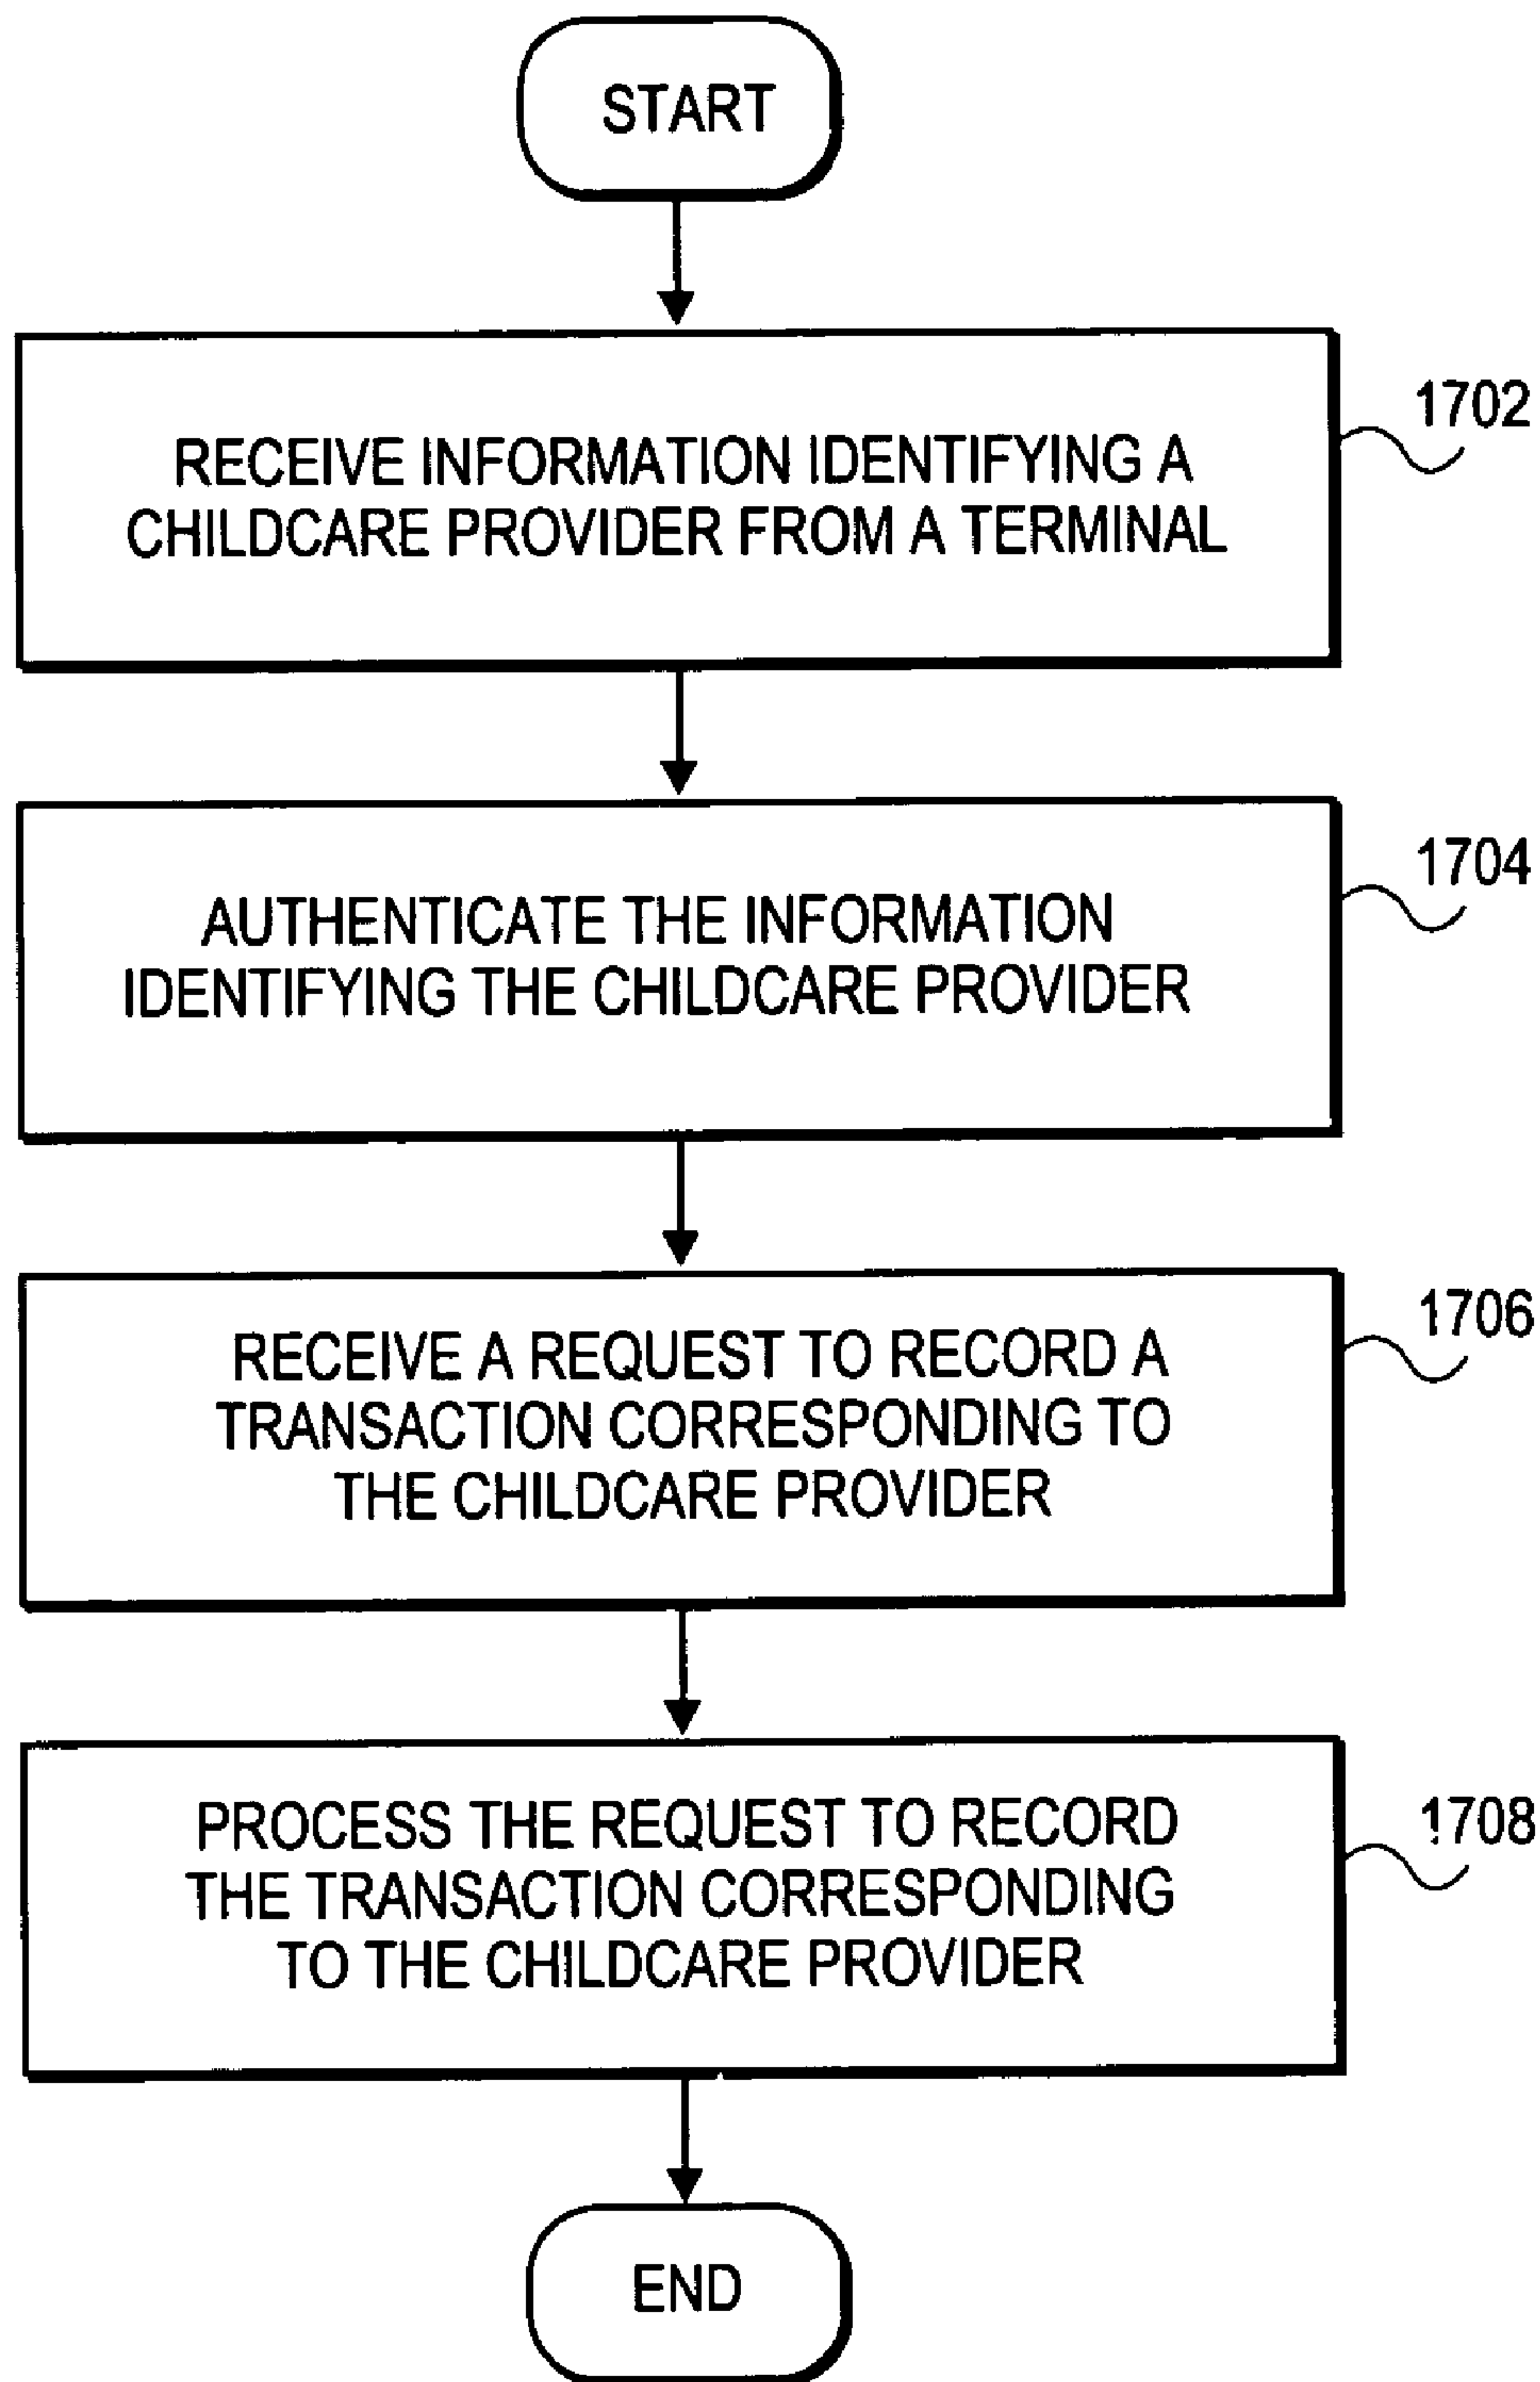 START
1702
RECEIVE INFORMATION IDENTIFYING A
CHILDCARE PROVIDER FROM A TERMINAL
1704
AUTHENTICATE THE INFORMATION
IDENTIFYING THE CHILDCARE PROVIDER
1706
RECEIVE A REQUEST TO RECORD A
TRANSACTION CORRESPONDING TO
THE CHILDCARE PROVIDER
1708
PROCESS THE REQUEST TO RECORD
THE TRANSACTION CORRESPONDING
TO THE CHILDCARE PROVIDER
END